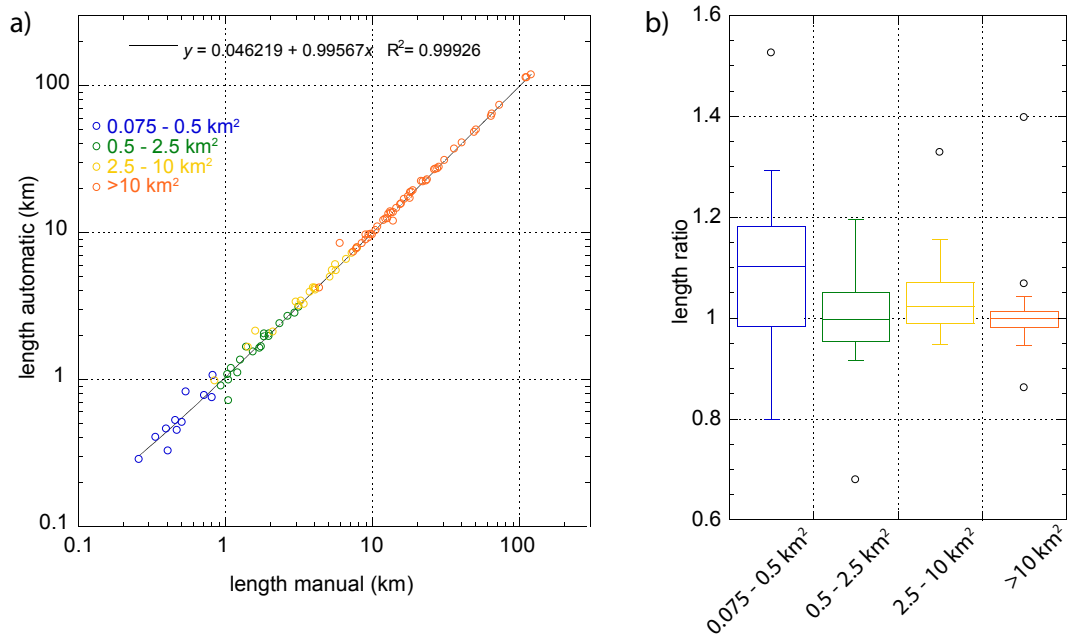 a)
y = 0.046219 + 0.99567x R²= 0.99926
100
10
1
0.1
0.075 - 0.5 km²
0.5 - 2.5 km²
2.5 - 10 km²
>10 km²
length automatic (km)
0.1
1
10
100
length manual (km)
b)
1.6
1.4
1.2
1
0.8
0.6
length ratio
0.075 - 0.5 km²
0.5 - 2.5 km²
2.5 - 10 km²
>10 km²